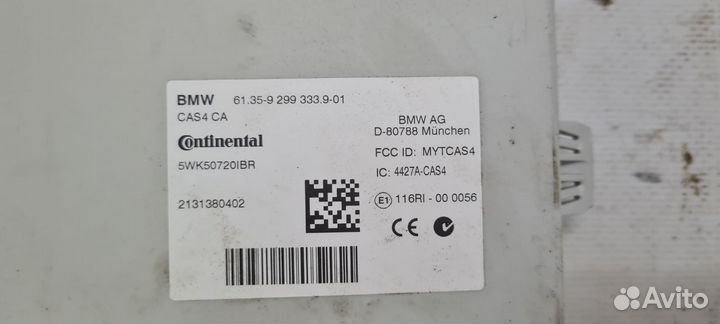 BMW 61.35-9 299 333.9-01
CAS4 CA
Continental
5WK50720IBR
2131380402
BMW AG
D-80788 München
FCC ID: MYTCAS4
IC: 4427A-CAS4
E1 116RI - 00 0056
CE
Avito